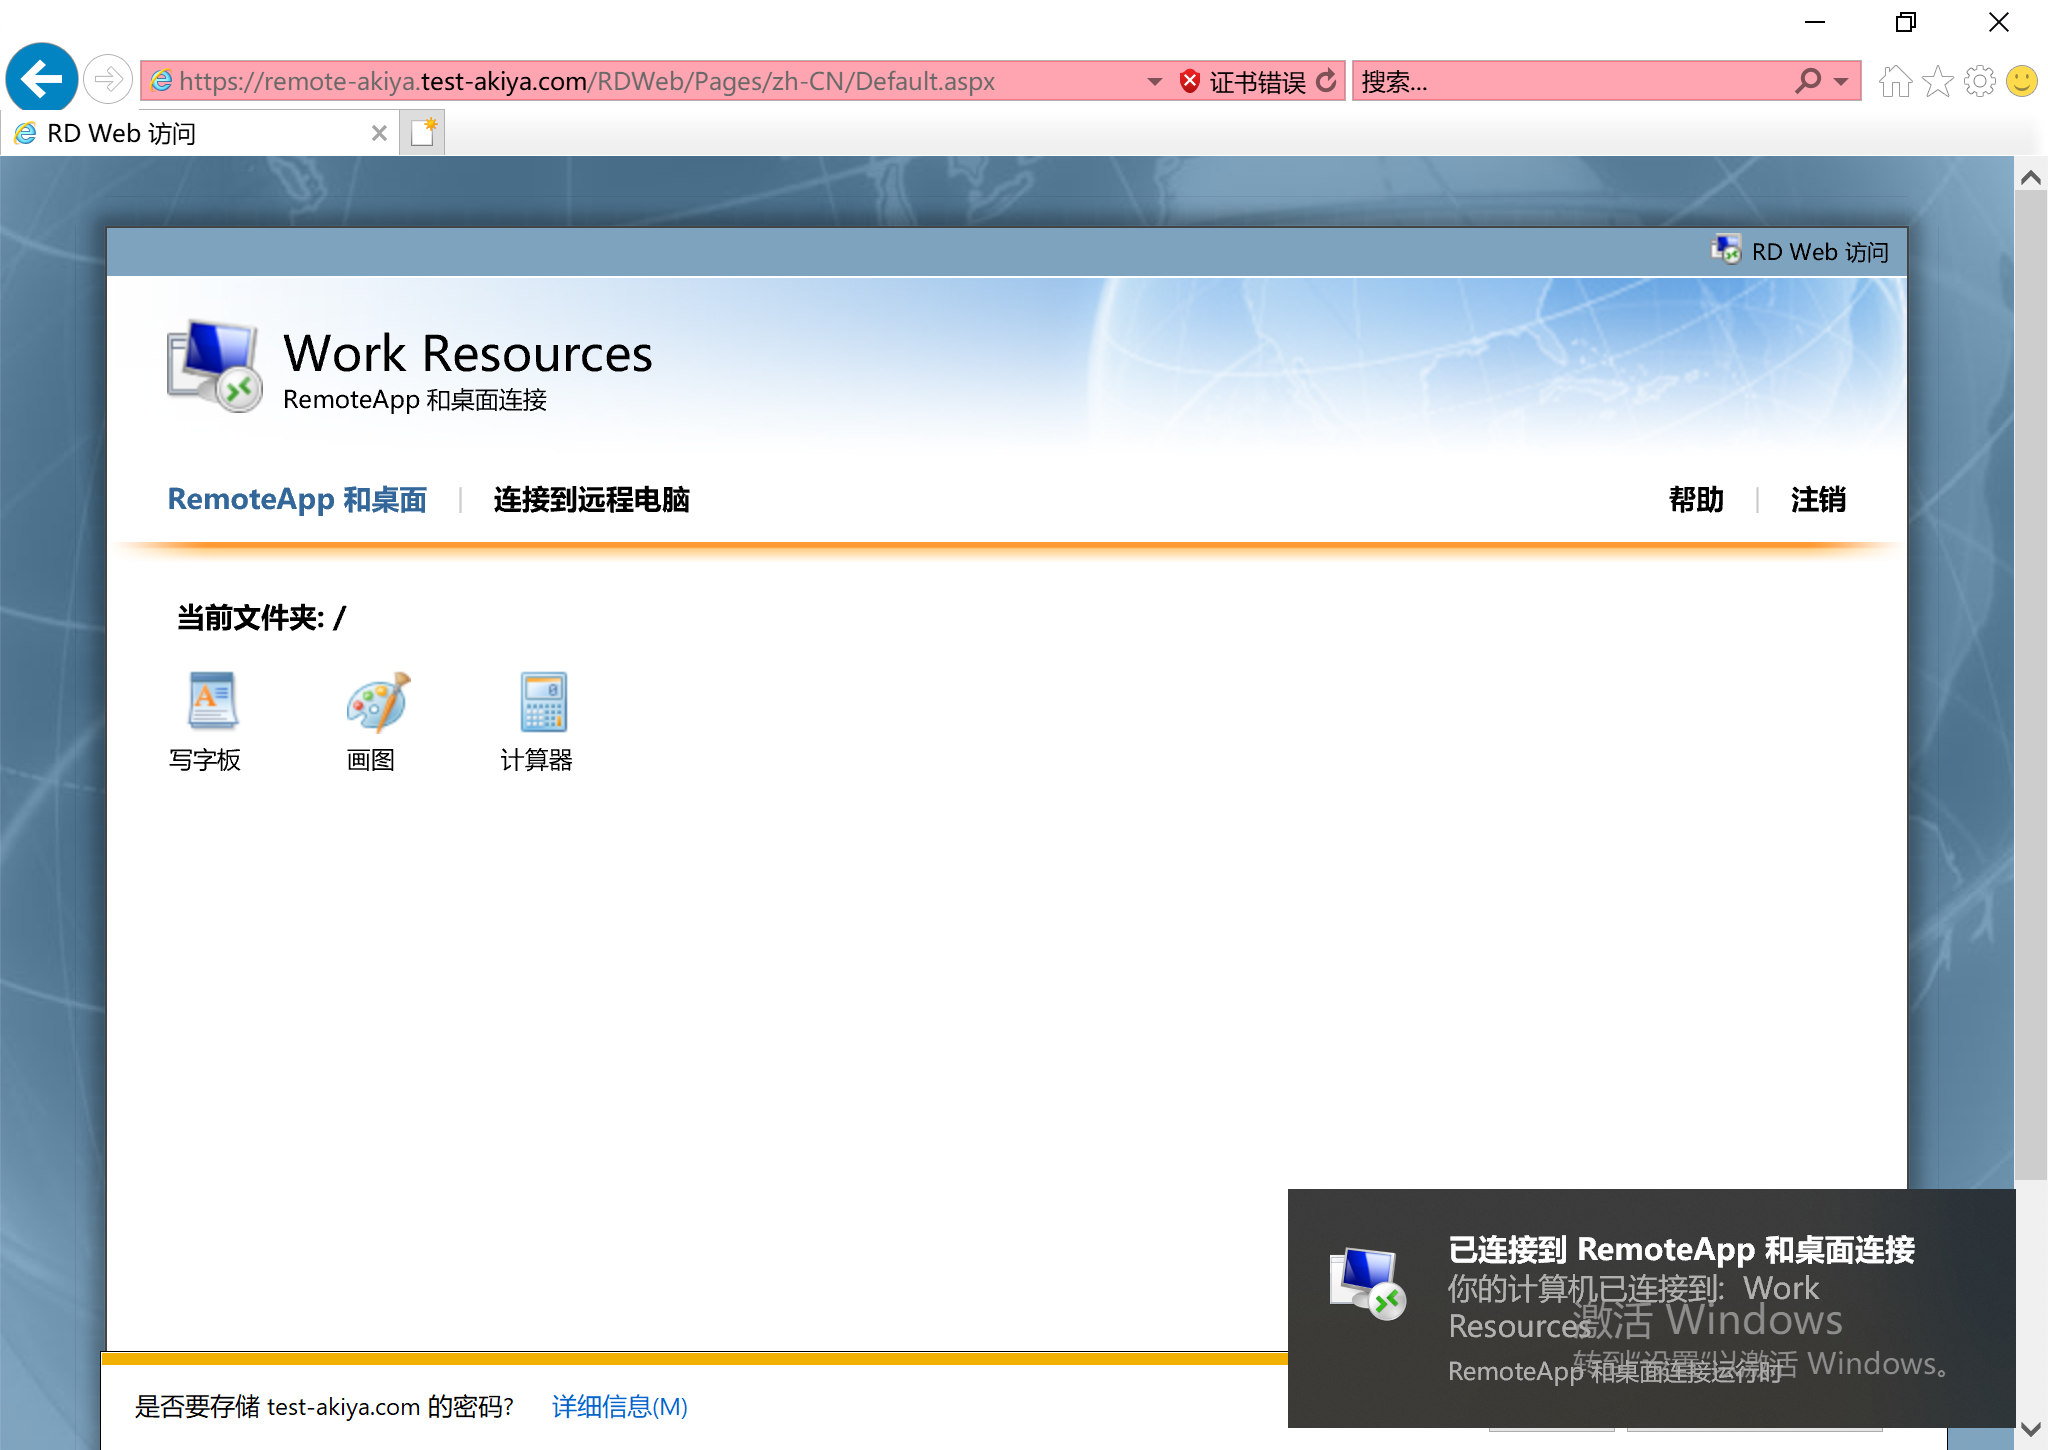 https://remote-akiya.test-akiya.com/RDWeb/Pages/zh-CN/Default.aspx
证书错误
搜索...
RD Web 访问
RD Web 访问
Work Resources
RemoteApp 和桌面连接
RemoteApp 和桌面 | 连接到远程电脑
帮助 | 注销
当前文件夹: /
写字板
画图
计算器
已连接到 RemoteApp 和桌面连接
你的计算机已连接到: Work
Resources
激活 Windows
转到“设置”以激活 Windows。
RemoteApp 和桌面连接运行时
是否要存储 test-akiya.com 的密码?
详细信息(M)